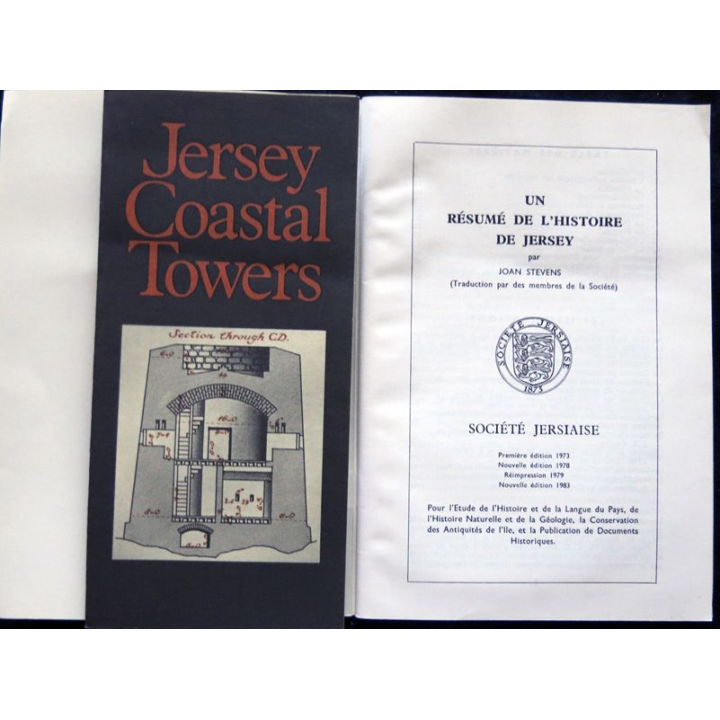 Jersey
Coastal
Towers
Section through C.D.
UN
RÉSUMÉ DE L'HISTOIRE
DE JERSEY
par
JOAN STEVENS
(Traduction par des membres de la Société)
SOCIÉTÉ JERSIAISE
1873
SOCIÉTÉ JERSIAISE
Première édition 1973
Nouvelle édition 1978
Réimpression 1979
Nouvelle édition 1983
Pour l'Etude de l'Histoire et de la Langue du Pays, de
l'Histoire Naturelle et de la Géologie, la Conservation
des Antiquités de l'Ile, et la Publication de Documents
Historiques.